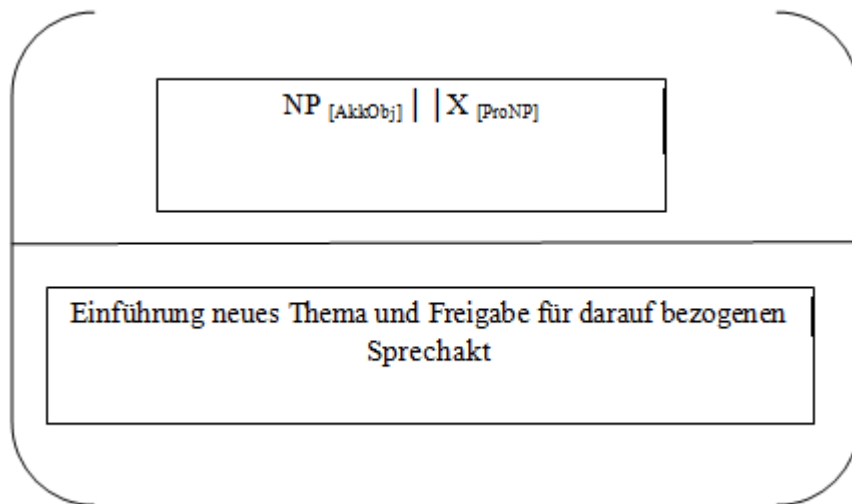 NP [AkkObj] | | X [ProNP]
Einführung neues Thema und Freigabe für darauf bezogenen
Sprechakt